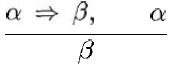 α ⇒ β, α
β